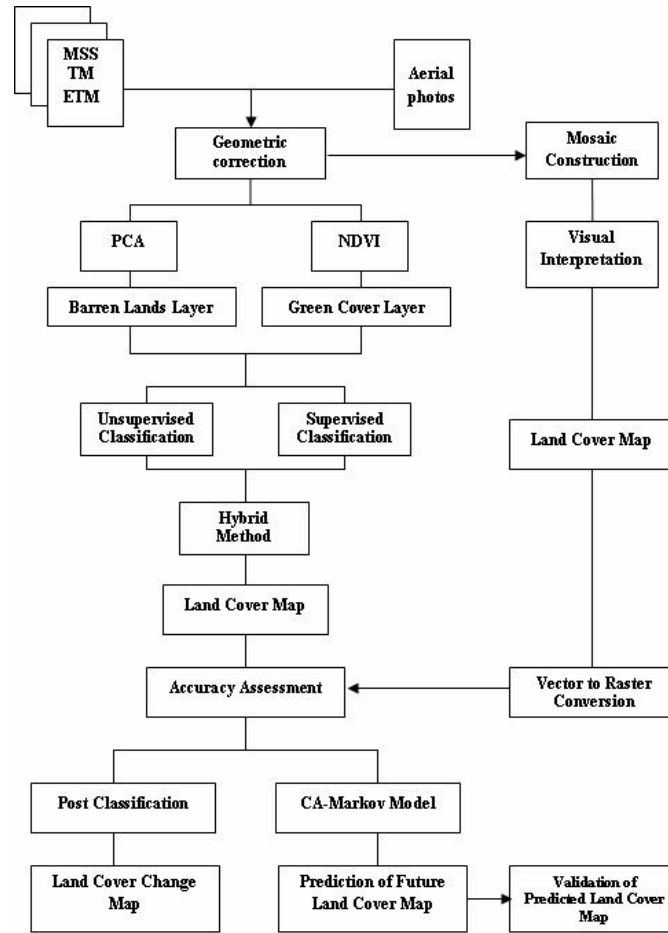 MSS
TM
ETM
Aerial
photos
Geometric
correction
Mosaic
Construction
PCA
NDVI
Visual
Interpretation
Barren Lands Layer
Green Cover Layer
Unsupervised
Classification
Supervised
Classification
Land Cover Map
Hybrid
Method
Land Cover Map
Accuracy Assessment
Vector to Raster
Conversion
Post Classification
CA-Markov Model
Land Cover Change
Map
Prediction of Future
Land Cover Map
Validation of
Predicted Land Cover
Map